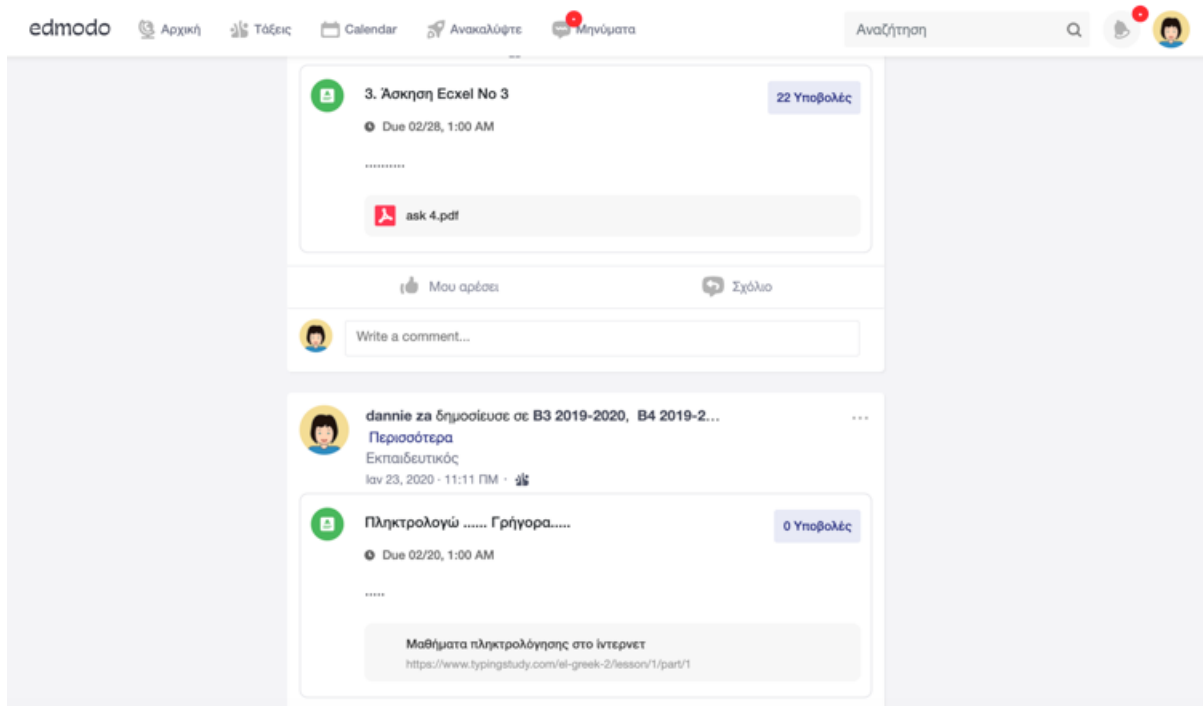 edmodo Αρχική Τάξεις Calendar Ανακαλύψτε Μηνύματα Αναζήτηση
3. Άσκηση Ecxel No 3
22 Υποβολές
Due 02/28, 1:00 AM
..........
ask 4.pdf
Μου αρέσει Σχόλιο
Write a comment...
dannie za δημοσίευσε σε B3 2019-2020, B4 2019-2...
Περισσότερα
Εκπαιδευτικός
Ιαν 23, 2020 · 11:11 ΠΜ ·
Πληκτρολογώ ...... Γρήγορα.....
0 Υποβολές
Due 02/20, 1:00 AM
.....
Μαθήματα πληκτρολόγησης στο ίντερνετ
https://www.typingstudy.com/el-greek-2/lesson/1/part/1